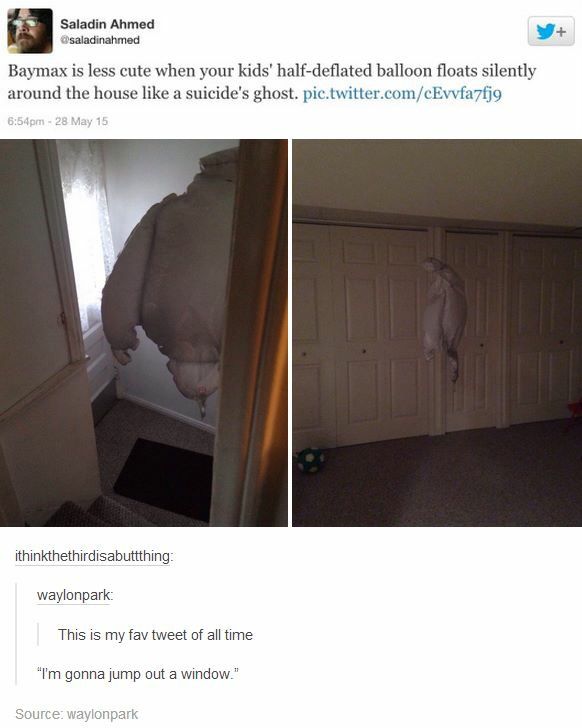 Saladin Ahmed
@saladinahmed
Baymax is less cute when your kids' half-deflated balloon floats silently
around the house like a suicide's ghost. pic.twitter.com/cEvvfa7fj9
6:54pm - 28 May 15
ithinkthethirdisabuttthing:
waylonpark:
This is my fav tweet of all time
“I’m gonna jump out a window.”
Source: waylonpark